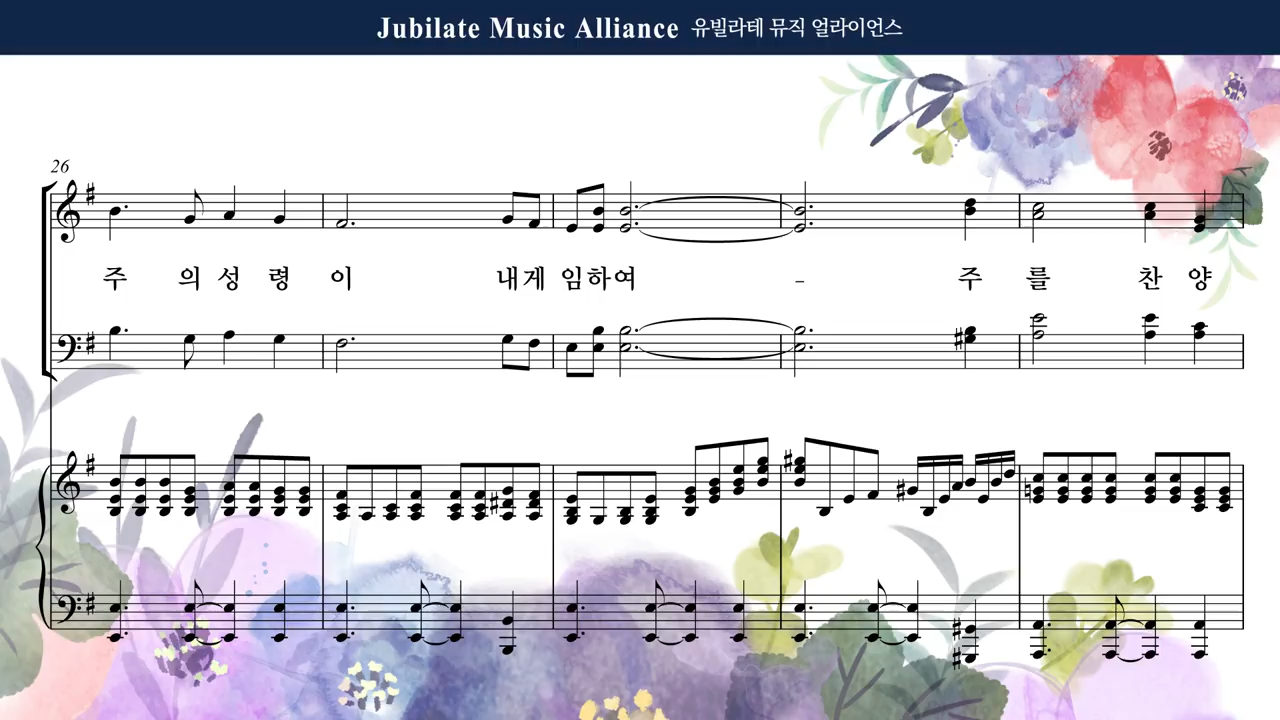 Jubilate Music Alliance 유빌라테 뮤직 얼라이언스
26
주 의 성 령 이 내게 임하여 - 주 를 찬 양